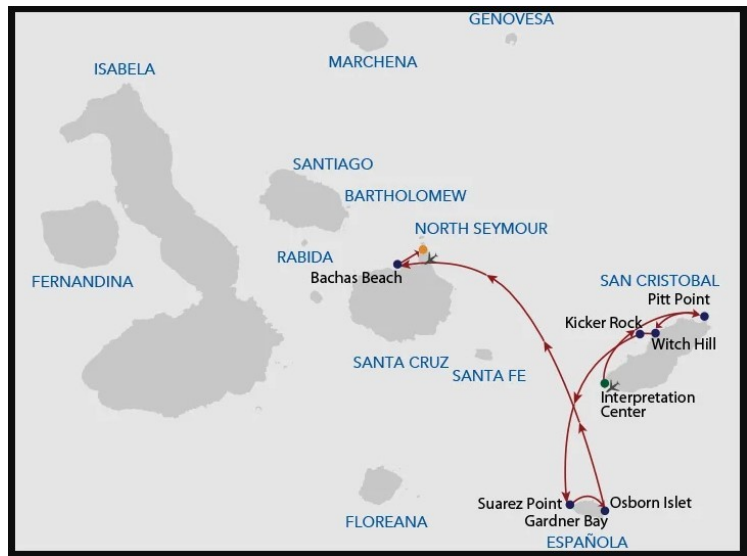 GENOVESA
MARCHENA
ISABELA
SANTIAGO
BARTHOLOMEW
NORTH SEYMOUR
RABIDA
Bachas Beach
FERNANDINA
SAN CRISTOBAL
Pitt Point
Kicker Rock
Witch Hill
SANTA CRUZ
SANTA FE
Interpretation
Center
Suarez Point
Osborn Islet
Gardner Bay
FLOREANA
ESPAÑOLA